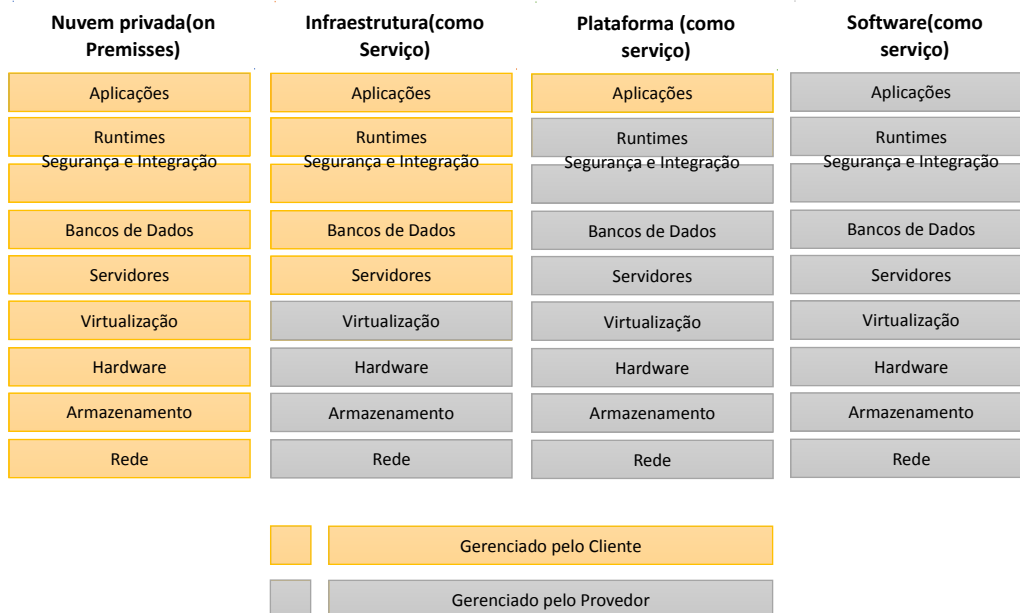 Nuvem privada(on
Premisses)
Infraestrutura(como
Serviço)
Plataforma (como
serviço)
Software(como
serviço)
Aplicações
Aplicações
Aplicações
Aplicações
Runtimes
Runtimes
Runtimes
Runtimes
Segurança e Integração
Segurança e Integração
Segurança e Integração
Segurança e Integração
Bancos de Dados
Bancos de Dados
Bancos de Dados
Bancos de Dados
Servidores
Servidores
Servidores
Servidores
Virtualização
Virtualização
Virtualização
Virtualização
Hardware
Hardware
Hardware
Hardware
Armazenamento
Armazenamento
Armazenamento
Armazenamento
Rede
Rede
Rede
Rede
Gerenciado pelo Cliente
Gerenciado pelo Provedor